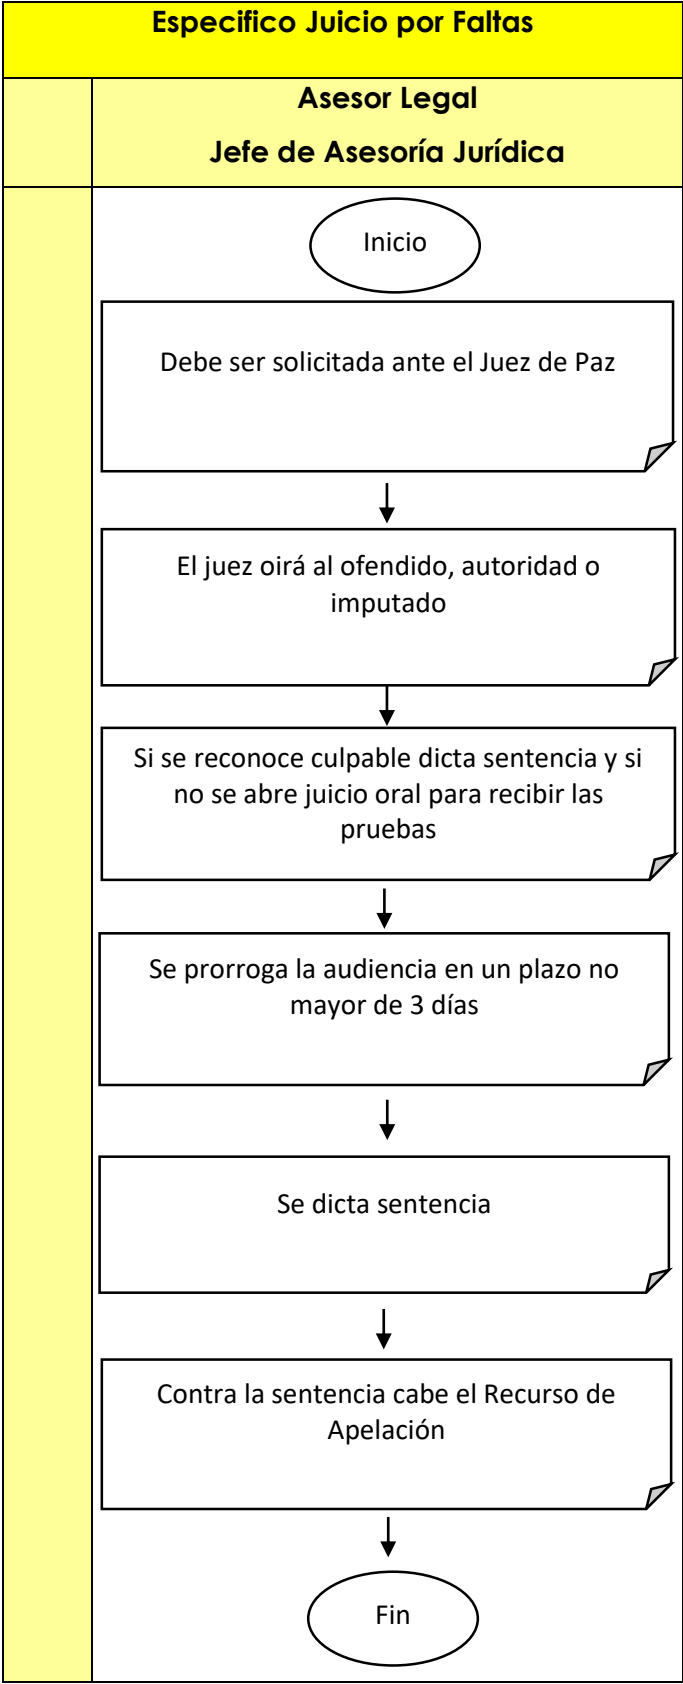 Especifico Juicio por Faltas
Asesor Legal
Jefe de Asesoría Jurídica
Inicio
Debe ser solicitada ante el Juez de Paz
El juez oirá al ofendido, autoridad o
imputado
Si se reconoce culpable dicta sentencia y si
no se abre juicio oral para recibir las
pruebas
Se prorroga la audiencia en un plazo no
mayor de 3 días
Se dicta sentencia
Contra la sentencia cabe el Recurso de
Apelación
Fin